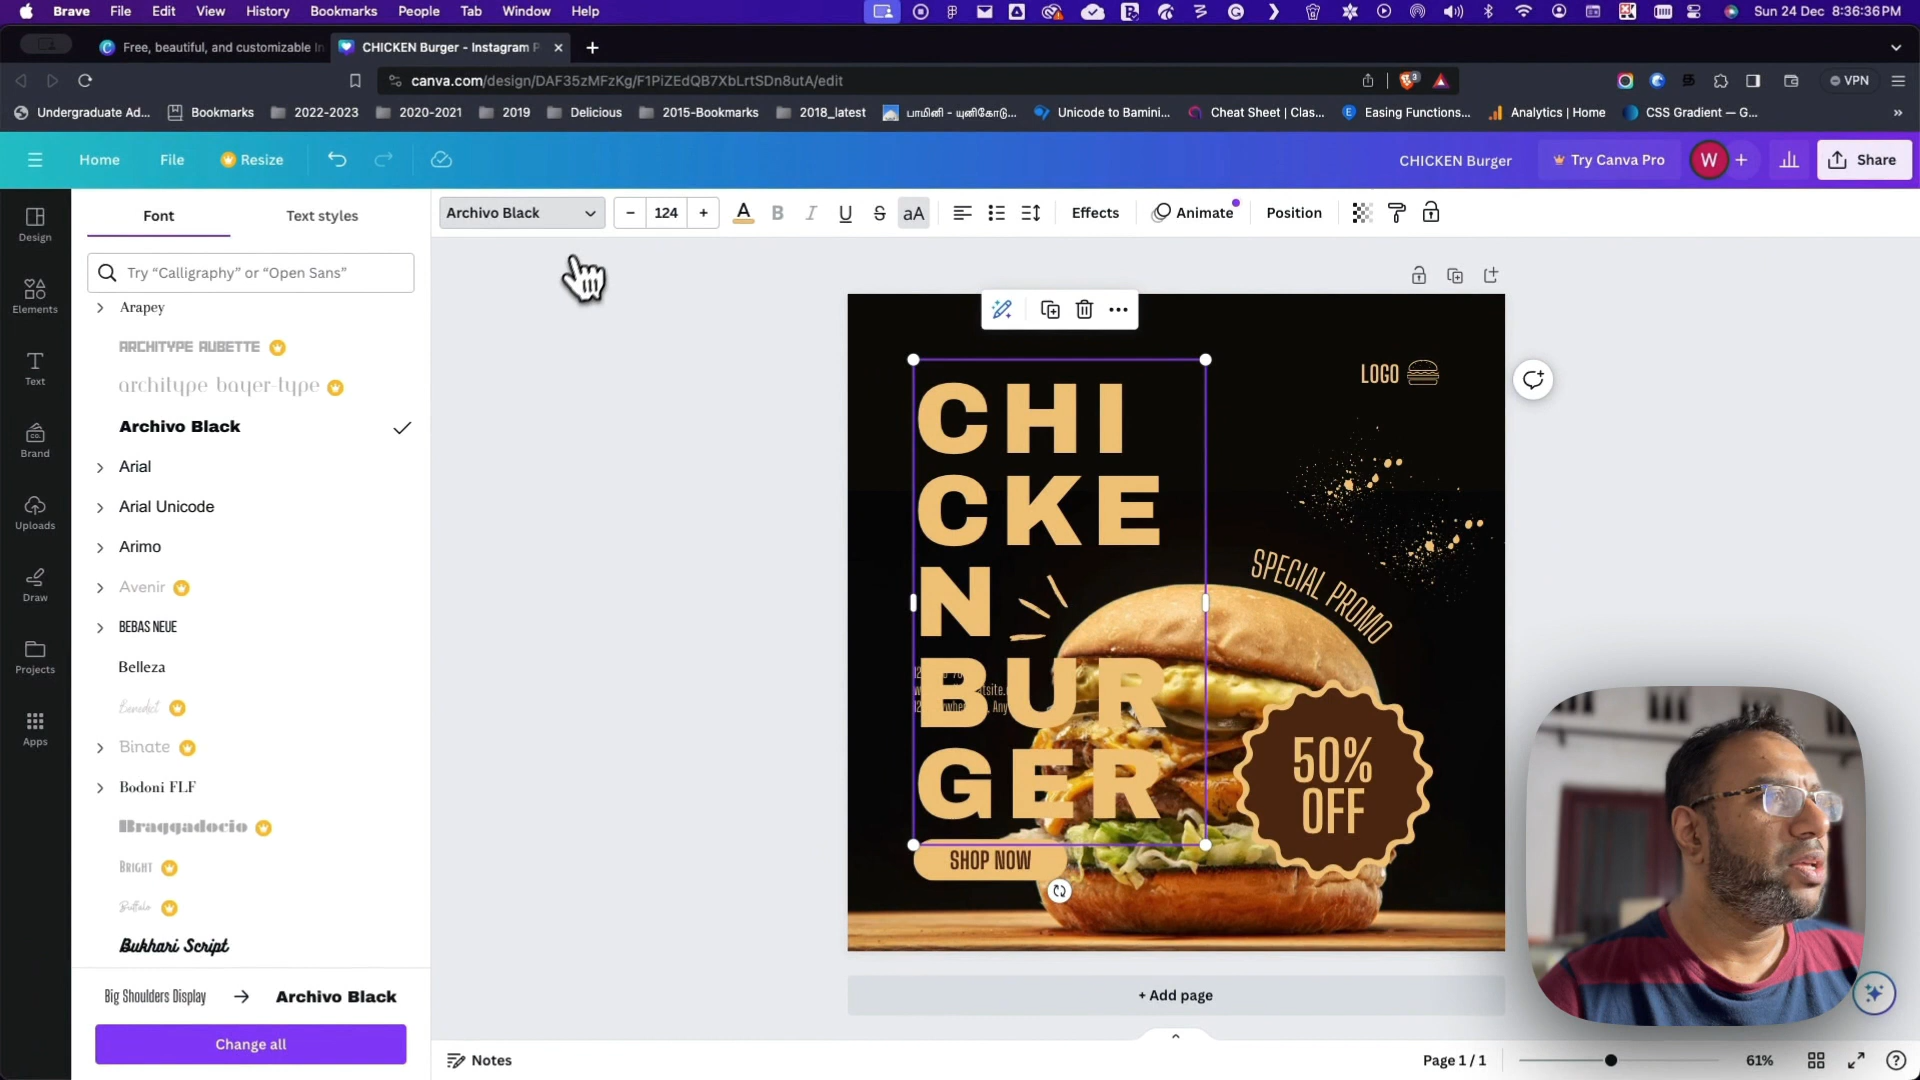 Brave File Edit View History Bookmarks People Tab Window Help Sun 24 Dec 8:36:36 PM
Free, beautiful, and customizable In
CHICKEN Burger - Instagram P
canva.com/design/DAF35zMFzKg/F1PiZEdQB7XbLrtSDn8utA/edit
VPN
Undergraduate Ad... Bookmarks 2022-2023 2020-2021 2019 Delicious 2015-Bookmarks 2018_latest பாமினி - யுனிகோடு... Unicode to Bamini... Cheat Sheet | Clas... Easing Functions... Analytics | Home CSS Gradient — G...
Home File Resize CHICKEN Burger Try Canva Pro W Share
Font Text styles
Archivo Black 124 aA Effects Animate Position
Try “Calligraphy” or “Open Sans”
Design
Elements
Text
Brand
Uploads
Draw
Projects
Apps
Arapey
ARCHITYPE AUBETTE
architype bayer-type
Archivo Black
Arial
Arial Unicode
Arimo
Avenir
BEBAS NEUE
Belleza
Benedict
Binate
Bodoni FLF
Braggadocio
BRIGHT
Buffalo
Bukhari Script
Big Shoulders Display → Archivo Black
Change all
LOGO
CHI
CKE
N
BUR
GER
SPECIAL PROMO
50%
OFF
SHOP NOW
+ Add page
Notes
Page 1 / 1
61%